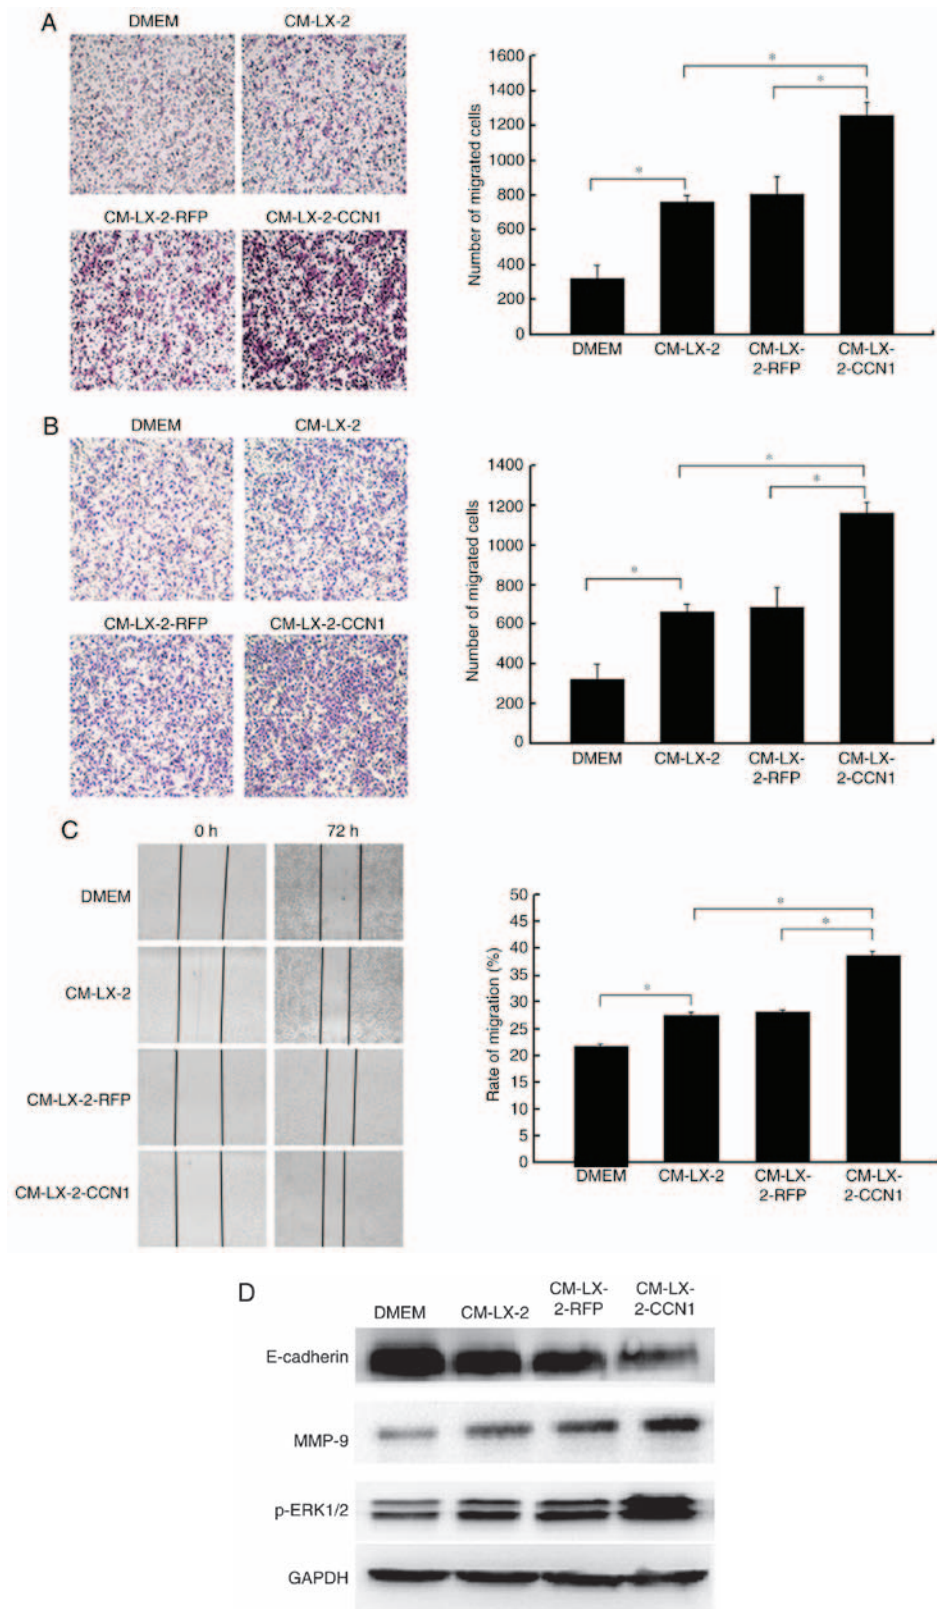 A
DMEM
CM-LX-2
CM-LX-2-RFP
CM-LX-2-CCN1
Number of migrated cells
1600
1400
1200
1000
800
600
400
200
0
*
*
*
DMEM
CM-LX-2
CM-LX-
2-RFP
CM-LX-
2-CCN1
B
DMEM
CM-LX-2
CM-LX-2-RFP
CM-LX-2-CCN1
Number of migrated cells
1400
1200
1000
800
600
400
200
0
*
*
*
DMEM
CM-LX-2
CM-LX-
2-RFP
CM-LX-
2-CCN1
C
0 h
72 h
DMEM
CM-LX-2
CM-LX-2-RFP
CM-LX-2-CCN1
Rate of migration (%)
50
45
40
35
30
25
20
15
10
5
0
*
*
*
DMEM
CM-LX-2
CM-LX-
2-RFP
CM-LX-
2-CCN1
D
DMEM
CM-LX-2
CM-LX-
2-RFP
CM-LX-
2-CCN1
E-cadherin
MMP-9
p-ERK1/2
GAPDH